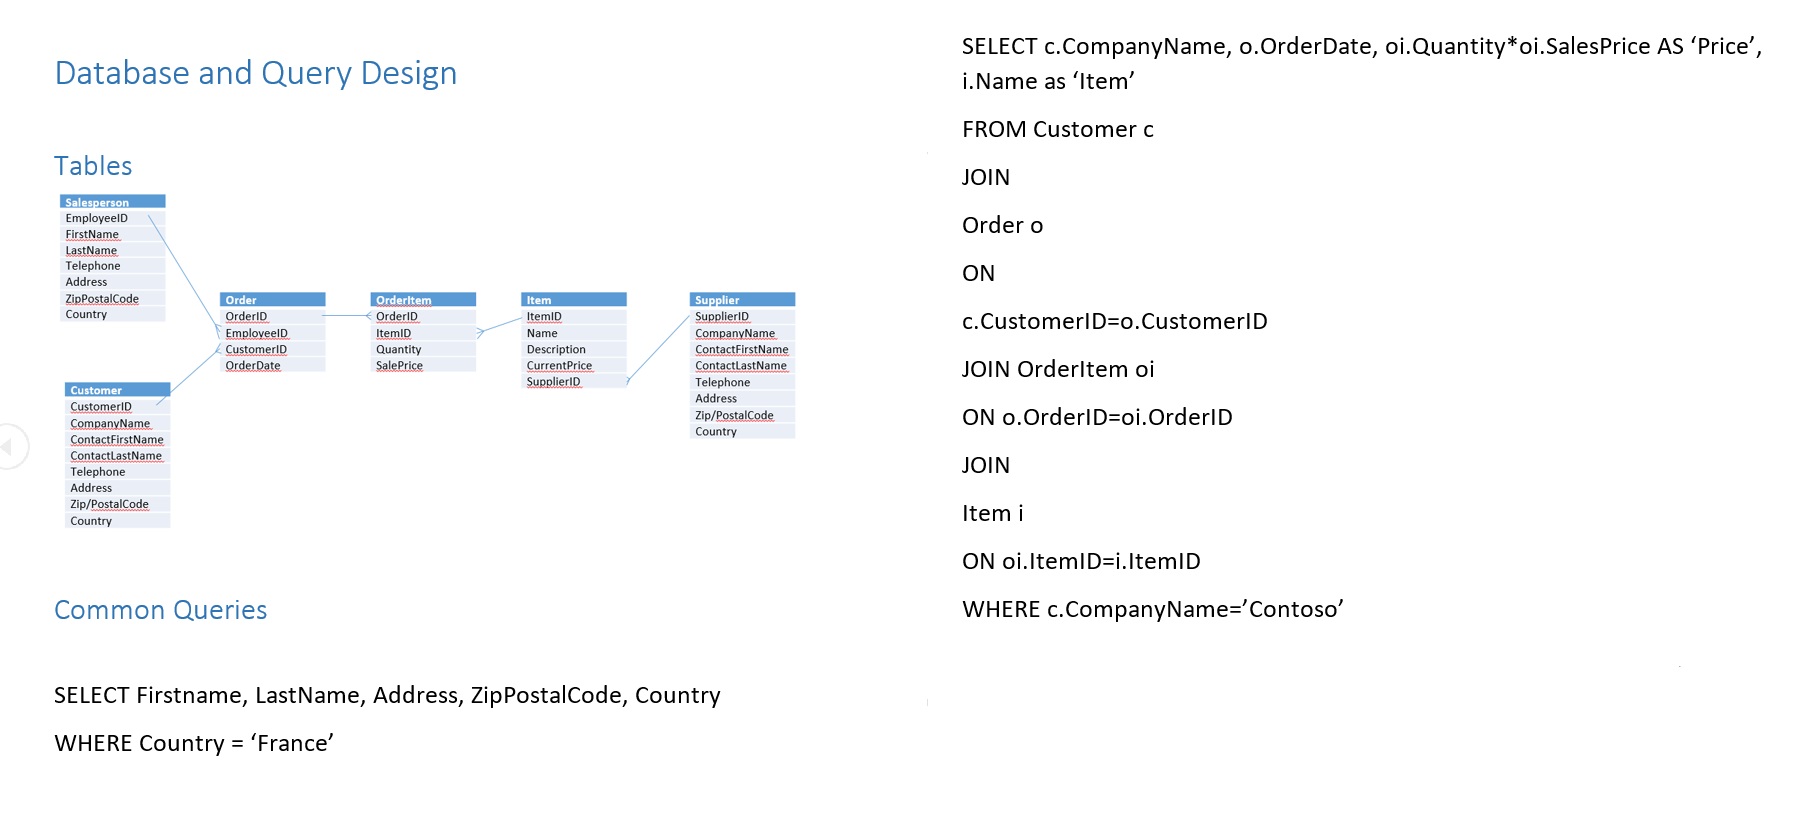 Database and Query Design
Tables
Salesperson
EmployeeID
FirstName
LastName
Telephone
Address
ZipPostalCode
Country
Customer
CustomerID
CompanyName
ContactFirstName
ContactLastName
Telephone
Address
Zip/PostalCode
Country
Order
OrderID
EmployeeID
CustomerID
OrderDate
OrderItem
OrderID
ItemID
Quantity
SalePrice
Item
ItemID
Name
Description
CurrentPrice
SupplierID
Supplier
SupplierID
CompanyName
ContactFirstName
ContactLastName
Telephone
Address
Zip/PostalCode
Country
Common Queries
SELECT Firstname, LastName, Address, ZipPostalCode, Country
WHERE Country = ‘France’
SELECT c.CompanyName, o.OrderDate, oi.Quantity*oi.SalesPrice AS ‘Price’,
i.Name as ‘Item’
FROM Customer c
JOIN
Order o
ON
c.CustomerID=o.CustomerID
JOIN OrderItem oi
ON o.OrderID=oi.OrderID
JOIN
Item i
ON oi.ItemID=i.ItemID
WHERE c.CompanyName=’Contoso’